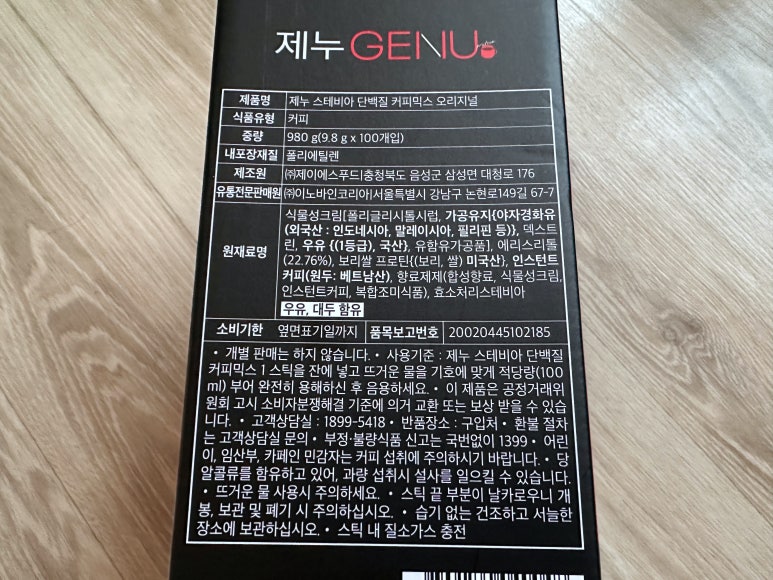 제누 GENU
제품명 제누 스테비아 단백질 커피믹스 오리지널
식품유형 커피
중량 980 g(9.8 g x 100개입)
내포장재질 폴리에틸렌
제조원 ㈜제이에스푸드|충청북도 음성군 삼성면 대청로 176
유통전문판매원 ㈜이노바인코리아|서울특별시 강남구 논현로149길 67-7
원재료명
식물성크림[폴리글리시톨시럽, 가공유지{야자경화유
(외국산 : 인도네시아, 말레이시아, 필리핀 등)}, 덱스트
린, 우유 {(1등급), 국산}, 유함유가공품], 에리스리톨
(22.76%), 보리쌀 프로틴{(보리, 쌀) 미국산}, 인스턴트
커피(원두: 베트남산), 향료제제(합성향료, 식물성크림,
인스턴트커피, 복합조미식품), 효소처리스테비아
우유, 대두 함유
소비기한 옆면표기일까지 품목보고번호 20020445102185
• 개별 판매는 하지 않습니다. • 사용기준 : 제누 스테비아 단백질
커피믹스 1 스틱을 잔에 넣고 뜨거운 물을 기호에 맞게 적당량(100
ml) 부어 완전히 용해하신 후 음용하세요. • 이 제품은 공정거래위
원회 고시 소비자분쟁해결 기준에 의거 교환 또는 보상 받을 수 있습
니다. • 고객상담실 : 1899-5418 • 반품장소 : 구입처 • 환불 절차
는 고객상담실 문의 • 부정·불량식품 신고는 국번없이 1399 • 어린
이, 임산부, 카페인 민감자는 커피 섭취에 주의하시기 바랍니다. • 당
알콜류를 함유하고 있어, 과량 섭취시 설사를 일으킬 수 있습니다.
• 뜨거운 물 사용시 주의하세요. • 스틱 끝 부분이 날카로우니 개
봉, 보관 및 폐기 시 주의하십시오. • 습기 없는 건조하고 서늘한
장소에 보관하십시오. • 스틱 내 질소가스 충전